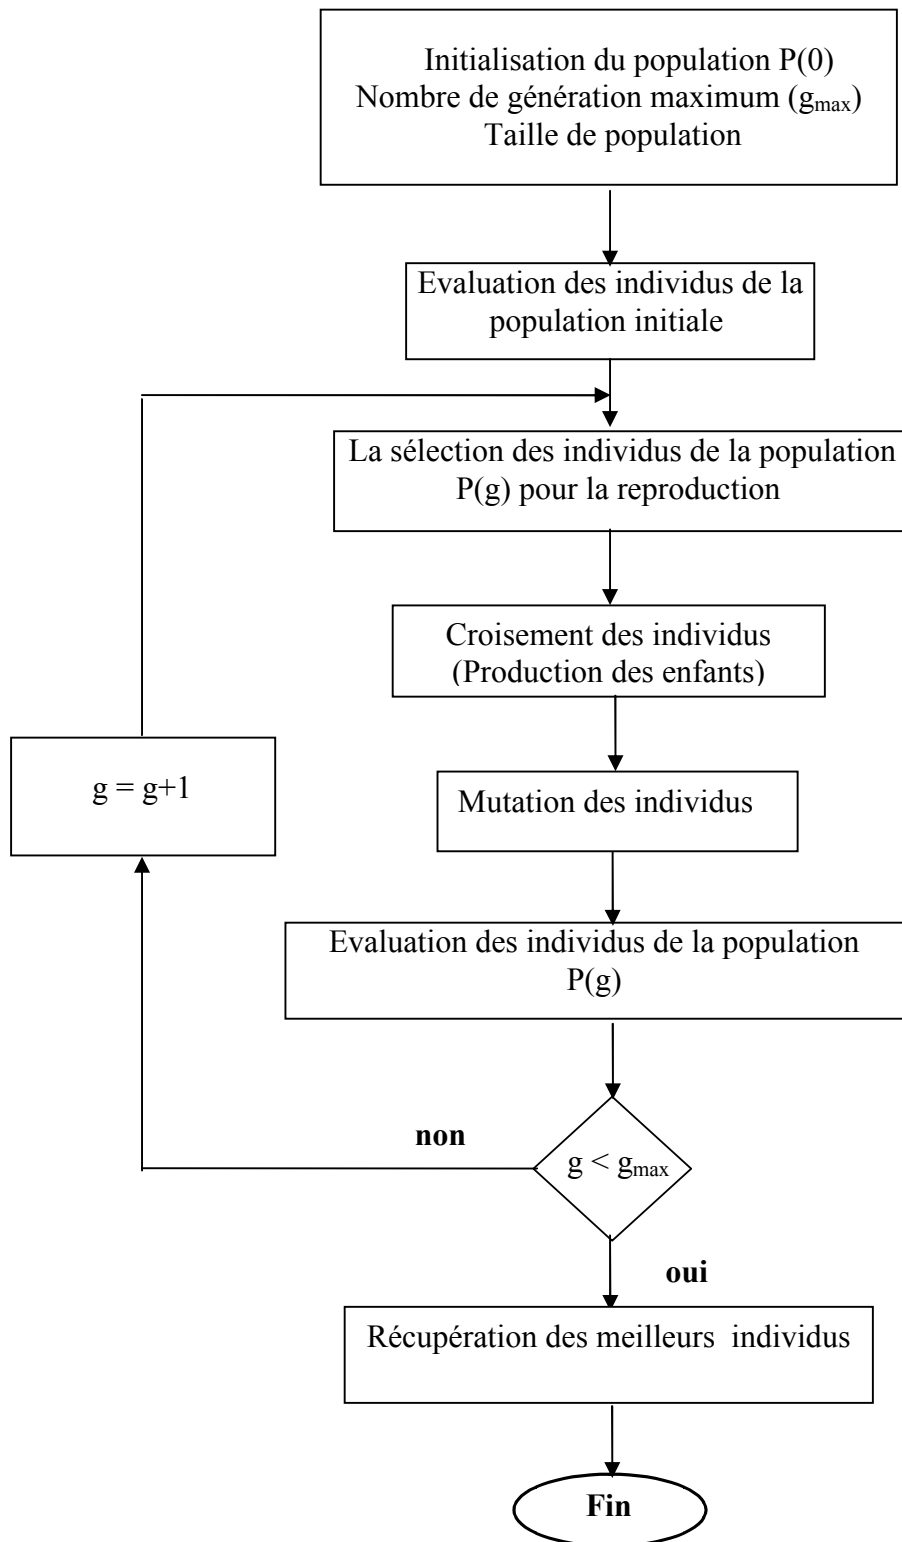 Initialisation du population P(0)
Nombre de génération maximum (gmax)
Taille de population
Evaluation des individus de la
population initiale
La sélection des individus de la population
P(g) pour la reproduction
Croisement des individus
(Production des enfants)
g = g+1
Mutation des individus
Evaluation des individus de la population
P(g)
non
g < gmax
oui
Récupération des meilleurs individus
Fin